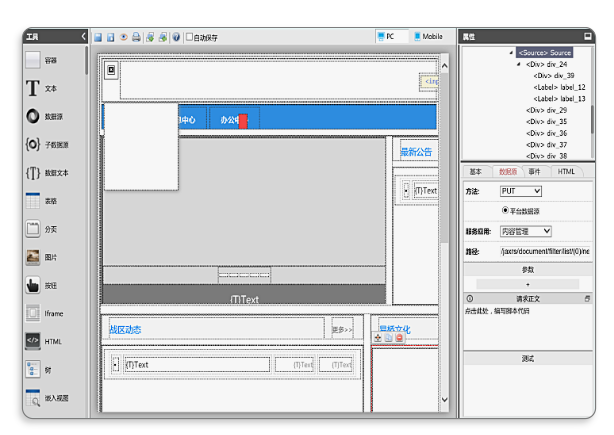 工具
自动保存
PC
Mobile
属性
容器
文本
数据源
子数据源
数据文本
表格
分页
图片
按钮
Iframe
HTML
树
嵌入视图
<inp
中心
办公
最新公告
{T}Text
{T}Text
战区动态
更多>>
文化
{T}Text
{T}Text
{T}Text
<Source> Source
<Div> div_24
<Div> div_39
<Label> label_12
<Label> label_13
<Div> div_29
<Div> div_35
<Div> div_36
<Div> div_37
<Div> div_38
基本
数据源
事件
HTML
方法:
PUT
平台数据源
服务应用:
内容管理
路径:
/jaxrs/document/filter/list/{0}/ne
参数
+
请求正文
点击此处，编写脚本代码
测试